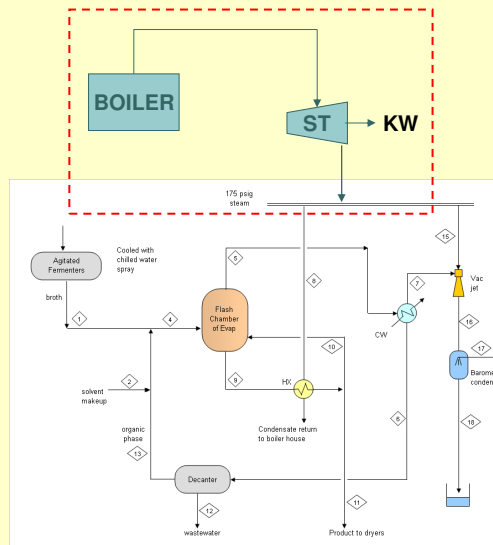 BOILER
ST
KW
175 psig
steam
15
Agitated
Fermenters
Cooled with
chilled water
spray
5
8
7
Vac
jet
broth
1
4
Flash
Chamber
of Evap
CW
16
10
17
2
9
HX
Barome
conden
solvent
makeup
6
18
organic
phase
Condensate return
to boiler house
13
Decanter
12
11
wastewater
Product to dryers